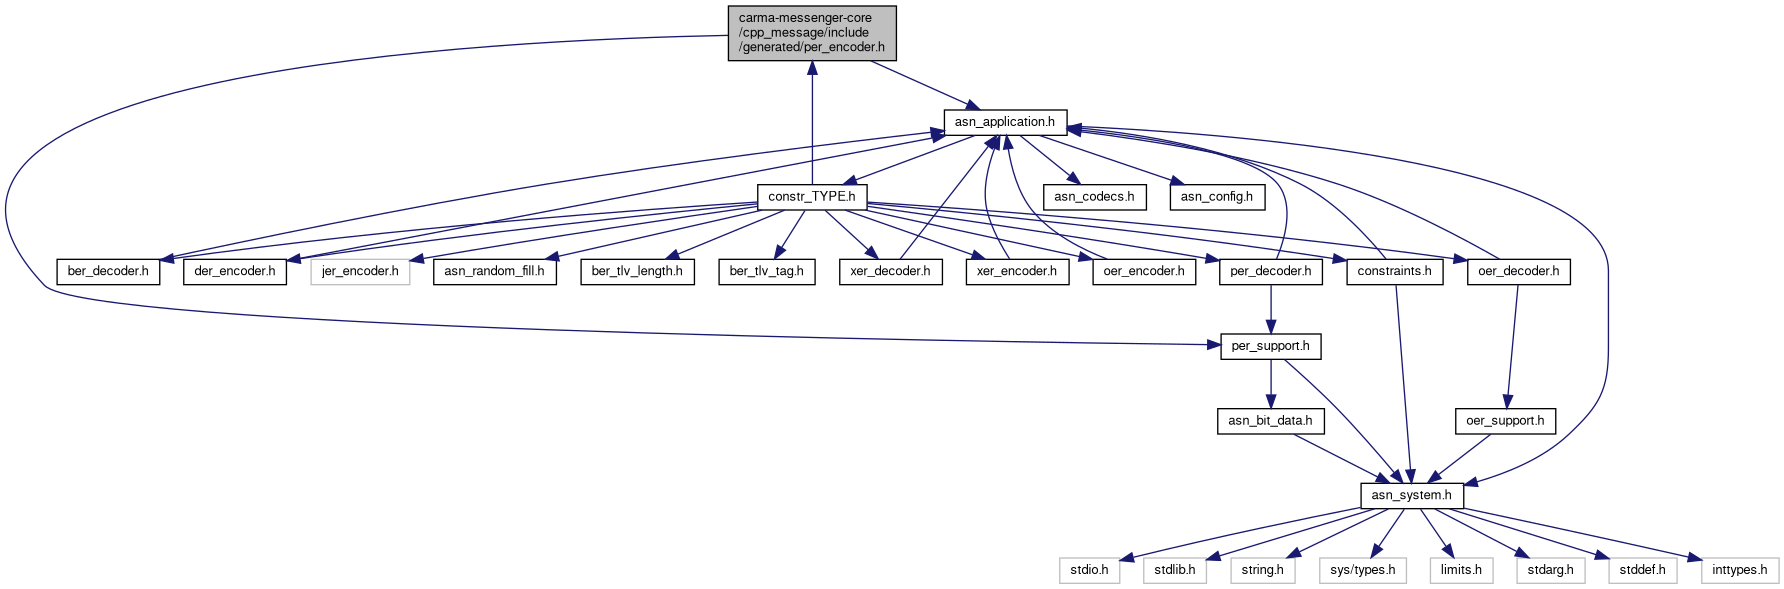 carma-messenger-core
/cpp_message/include
/generated/per_encoder.h
asn_application.h
constr_TYPE.h
asn_codecs.h
asn_config.h
ber_decoder.h
der_encoder.h
jer_encoder.h
asn_random_fill.h
ber_tlv_length.h
ber_tlv_tag.h
xer_decoder.h
xer_encoder.h
oer_encoder.h
per_decoder.h
constraints.h
oer_decoder.h
per_support.h
asn_bit_data.h
oer_support.h
asn_system.h
stdio.h
stdlib.h
string.h
sys/types.h
limits.h
stdarg.h
stddef.h
inttypes.h